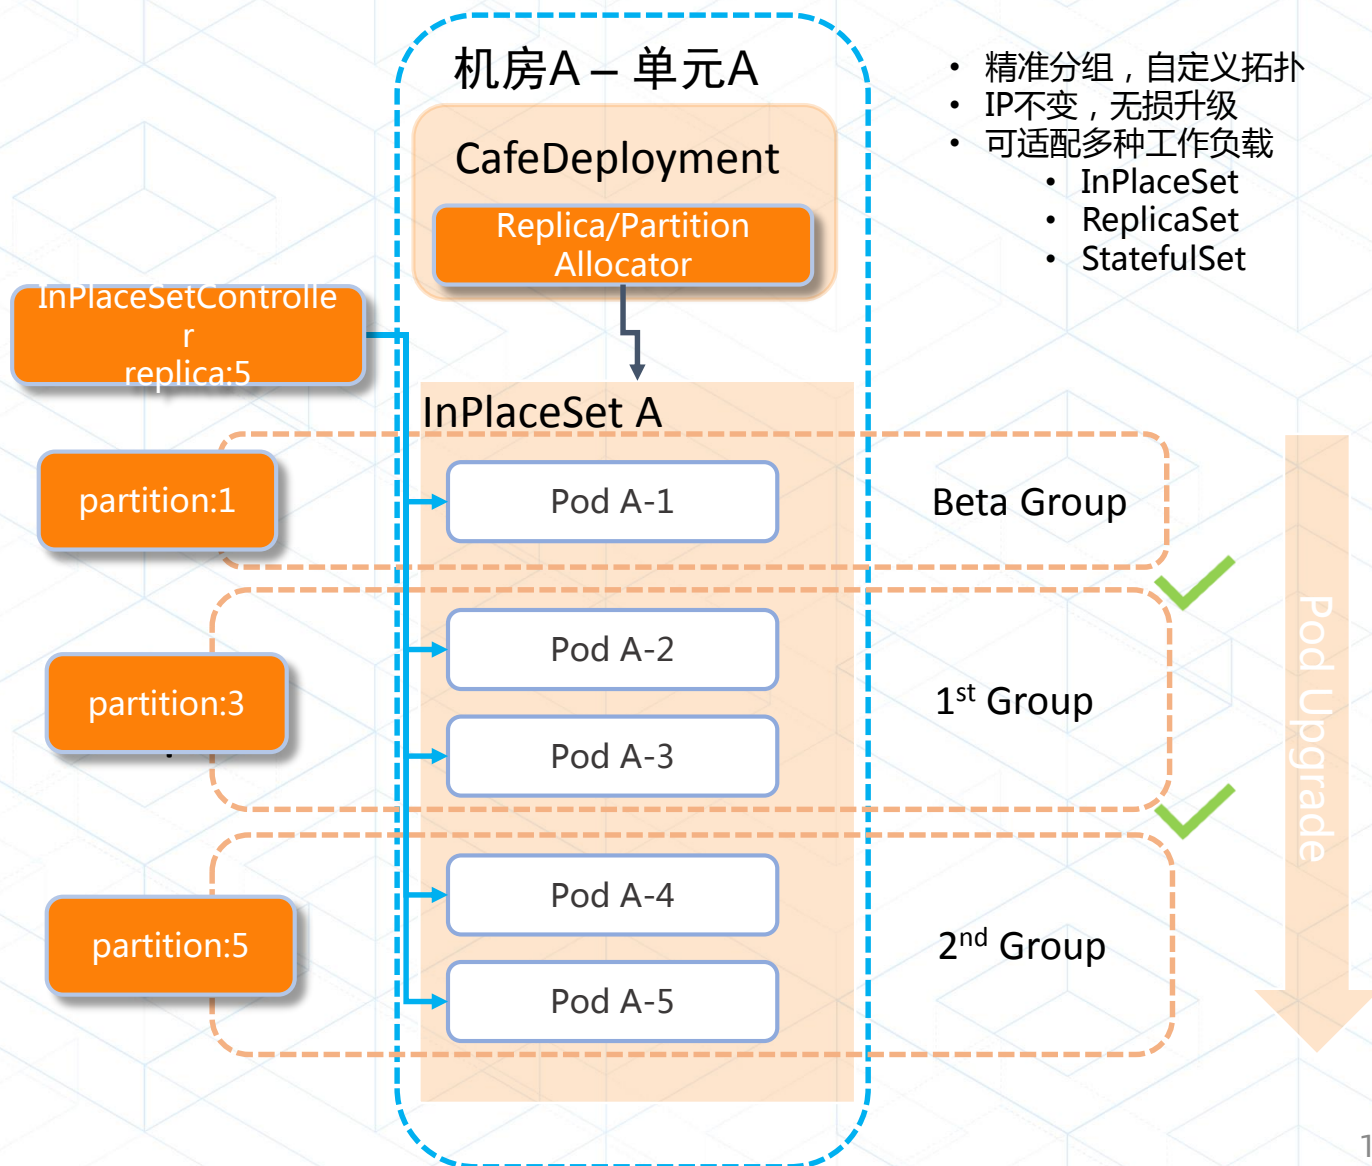 机房A – 单元A
CafeDeployment
Replica/Partition
Allocator
• 精准分组，自定义拓扑
• IP不变，无损升级
• 可适配多种工作负载
• InPlaceSet
• ReplicaSet
• StatefulSet
InPlaceSetControlle
r
replica:5
InPlaceSet A
partition:1
Pod A-1
Beta Group
partition:3
Pod A-2
Pod A-3
1st Group
partition:5
Pod A-4
Pod A-5
2nd Group
Pod Upgrade
1